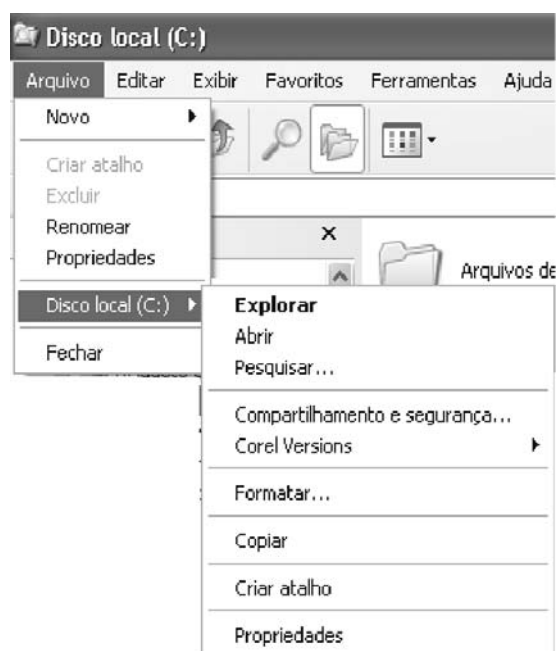 Disco local (C:)
Arquivo Editar Exibir Favoritos Ferramentas Ajuda
Novo
Criar atalho
Excluir
Renomear
Propriedades
Arquivos de
Disco local (C:)
Fechar
Explorar
Abrir
Pesquisar...
Compartilhamento e segurança...
Corel Versions
Formatar...
Copiar
Criar atalho
Propriedades